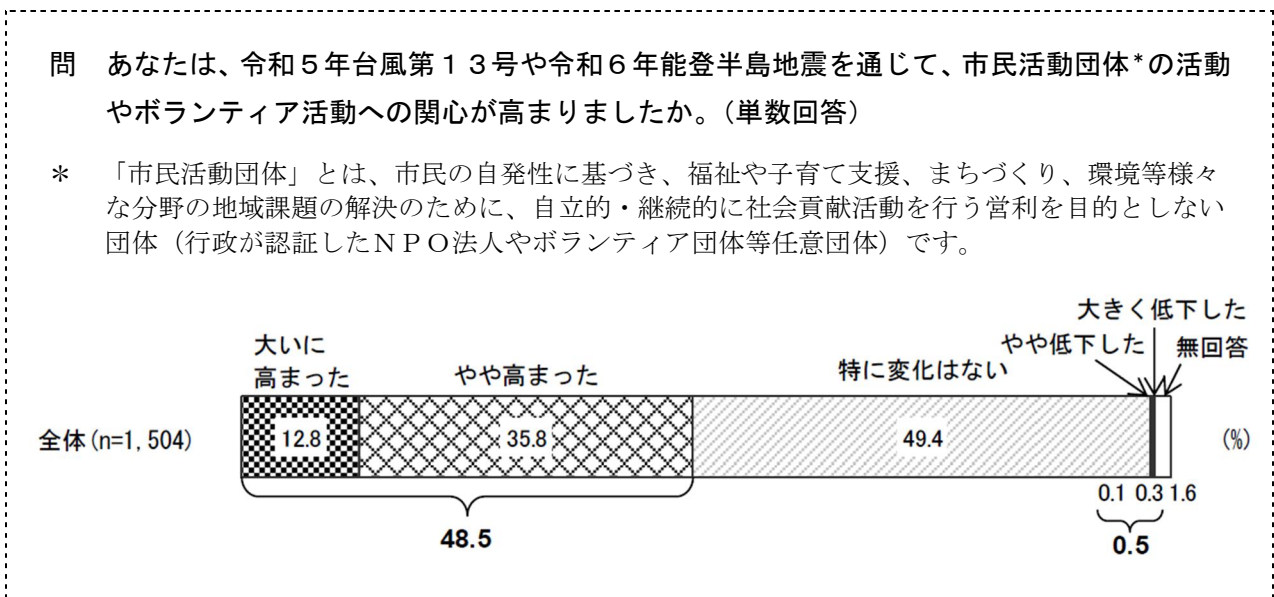 問　あなたは、令和５年台風第１３号や令和６年能登半島地震を通じて、市民活動団体*の活動
やボランティア活動への関心が高まりましたか。（単数回答）
＊　「市民活動団体」とは、市民の自発性に基づき、福祉や子育て支援、まちづくり、環境等様々
な分野の地域課題の解決のために、自立的・継続的に社会貢献活動を行う営利を目的としない
団体（行政が認証したＮＰＯ法人やボランティア団体等任意団体）です。
大きく低下した
大いに
高まった
やや高まった
特に変化はない
やや低下した
無回答
全体(n=1,504)
12.8
35.8
49.4
(%)
0.1 0.3 1.6
48.5
0.5